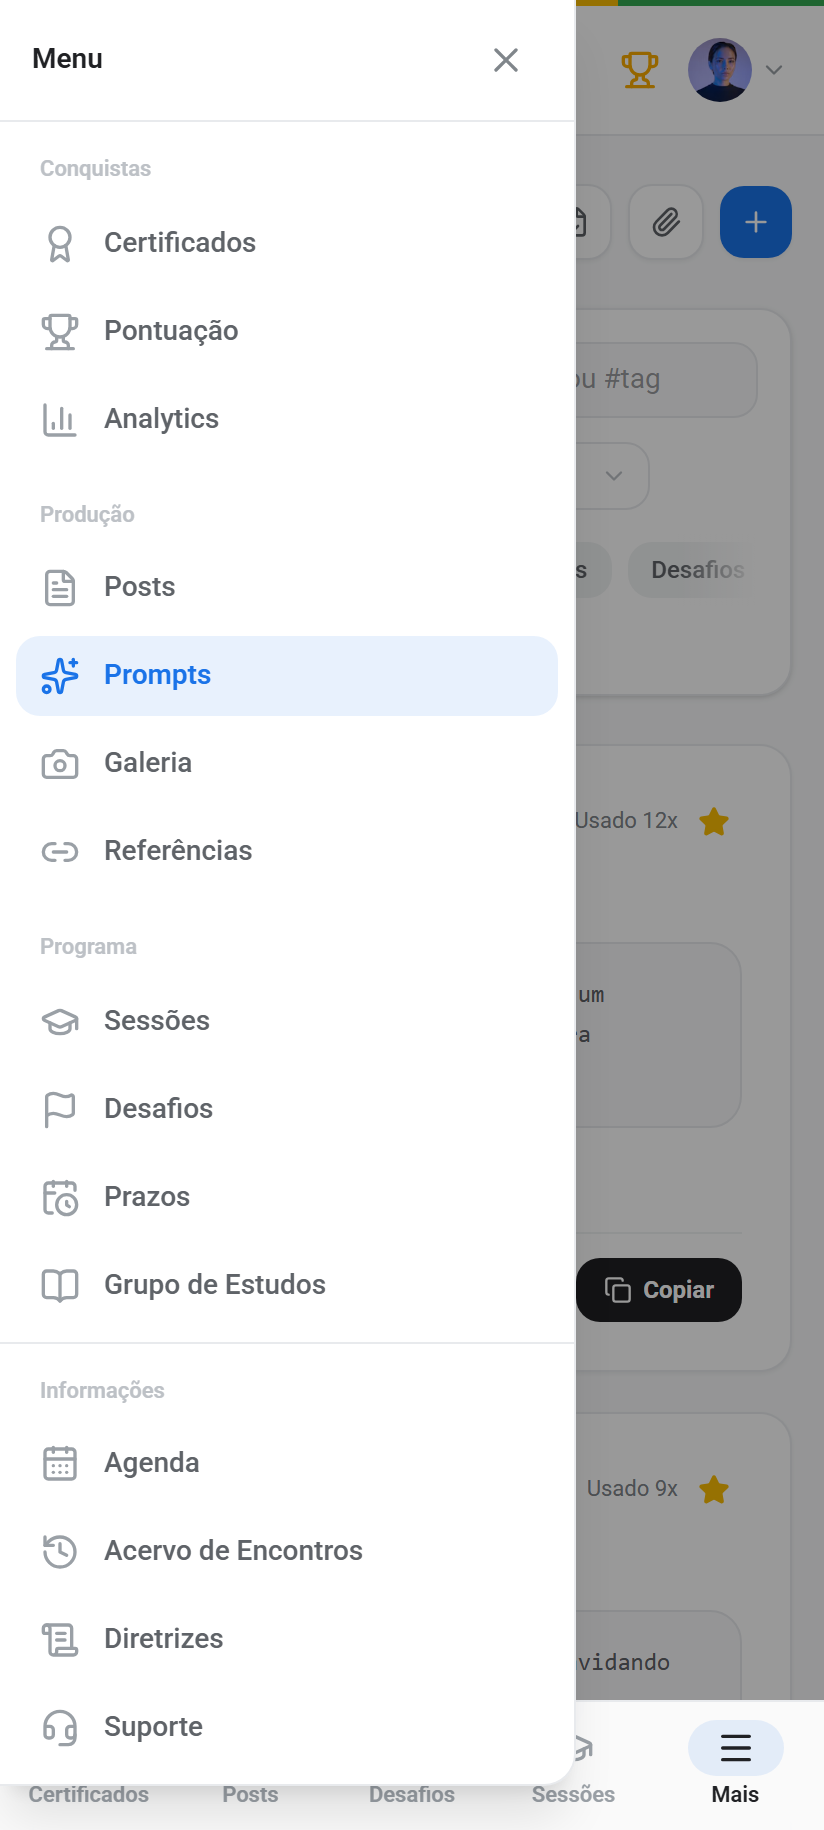 Menu
Conquistas
Certificados
Pontuação
Analytics
ou #tag
Produção
Posts
s
Desafios
Prompts
Galeria
Usado 12x
Referências
Programa
um
Sessões
a
Desafios
Prazos
Grupo de Estudos
Copiar
Informações
Agenda
Usado 9x
Acervo de Encontros
Diretrizes
vidando
Suporte
Certificados
Posts
Desafios
Sessões
Mais